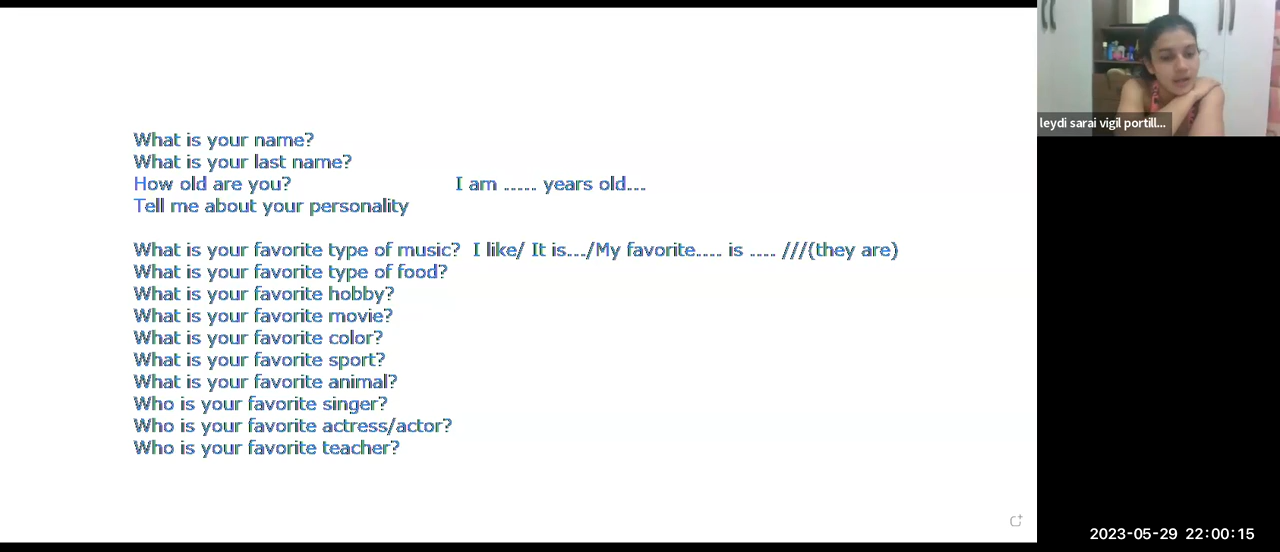 What is your name?
What is your last name?
How old are you? I am ..... years old...
Tell me about your personality
What is your favorite type of music? I like/ It is.../My favorite.... is .... ///(they are)
What is your favorite type of food?
What is your favorite hobby?
What is your favorite movie?
What is your favorite color?
What is your favorite sport?
What is your favorite animal?
Who is your favorite singer?
Who is your favorite actress/actor?
Who is your favorite teacher?
leydi sarai vigil portill...
2023-05-29 22:00:15